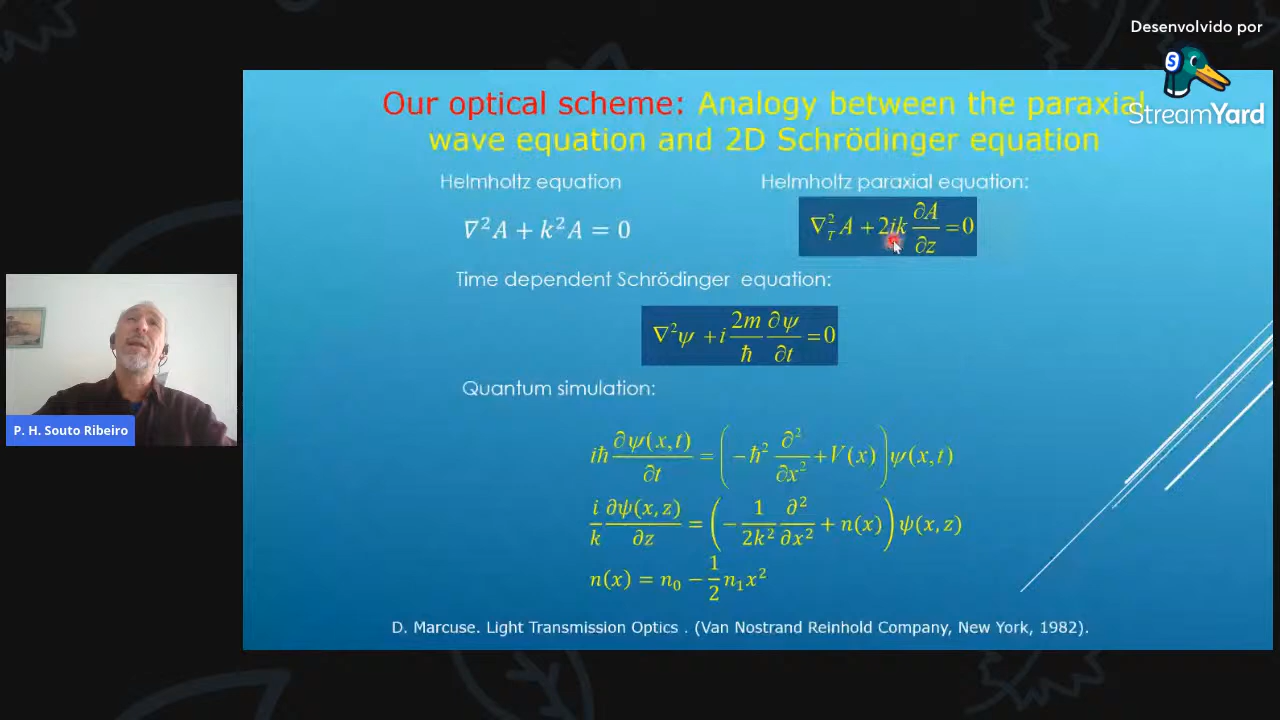 Desenvolvido por
StreamYard
Our optical scheme: Analogy between the paraxial
wave equation and 2D Schrödinger equation
Helmholtz equation
Helmholtz paraxial equation:
∇²A + k²A = 0
∇_T² A + 2ik ∂A/∂z = 0
Time dependent Schrödinger equation:
∇²ψ + i 2m/ħ ∂ψ/∂t = 0
Quantum simulation:
iħ ∂ψ(x,t)/∂t = (−ħ² ∂²/∂x² + V(x)) ψ(x,t)
i/k ∂ψ(x,z)/∂z = (−1/2k² ∂²/∂x² + n(x)) ψ(x,z)
n(x) = n₀ − 1/2 n₁x²
D. Marcuse. Light Transmission Optics . (Van Nostrand Reinhold Company, New York, 1982).
P. H. Souto Ribeiro